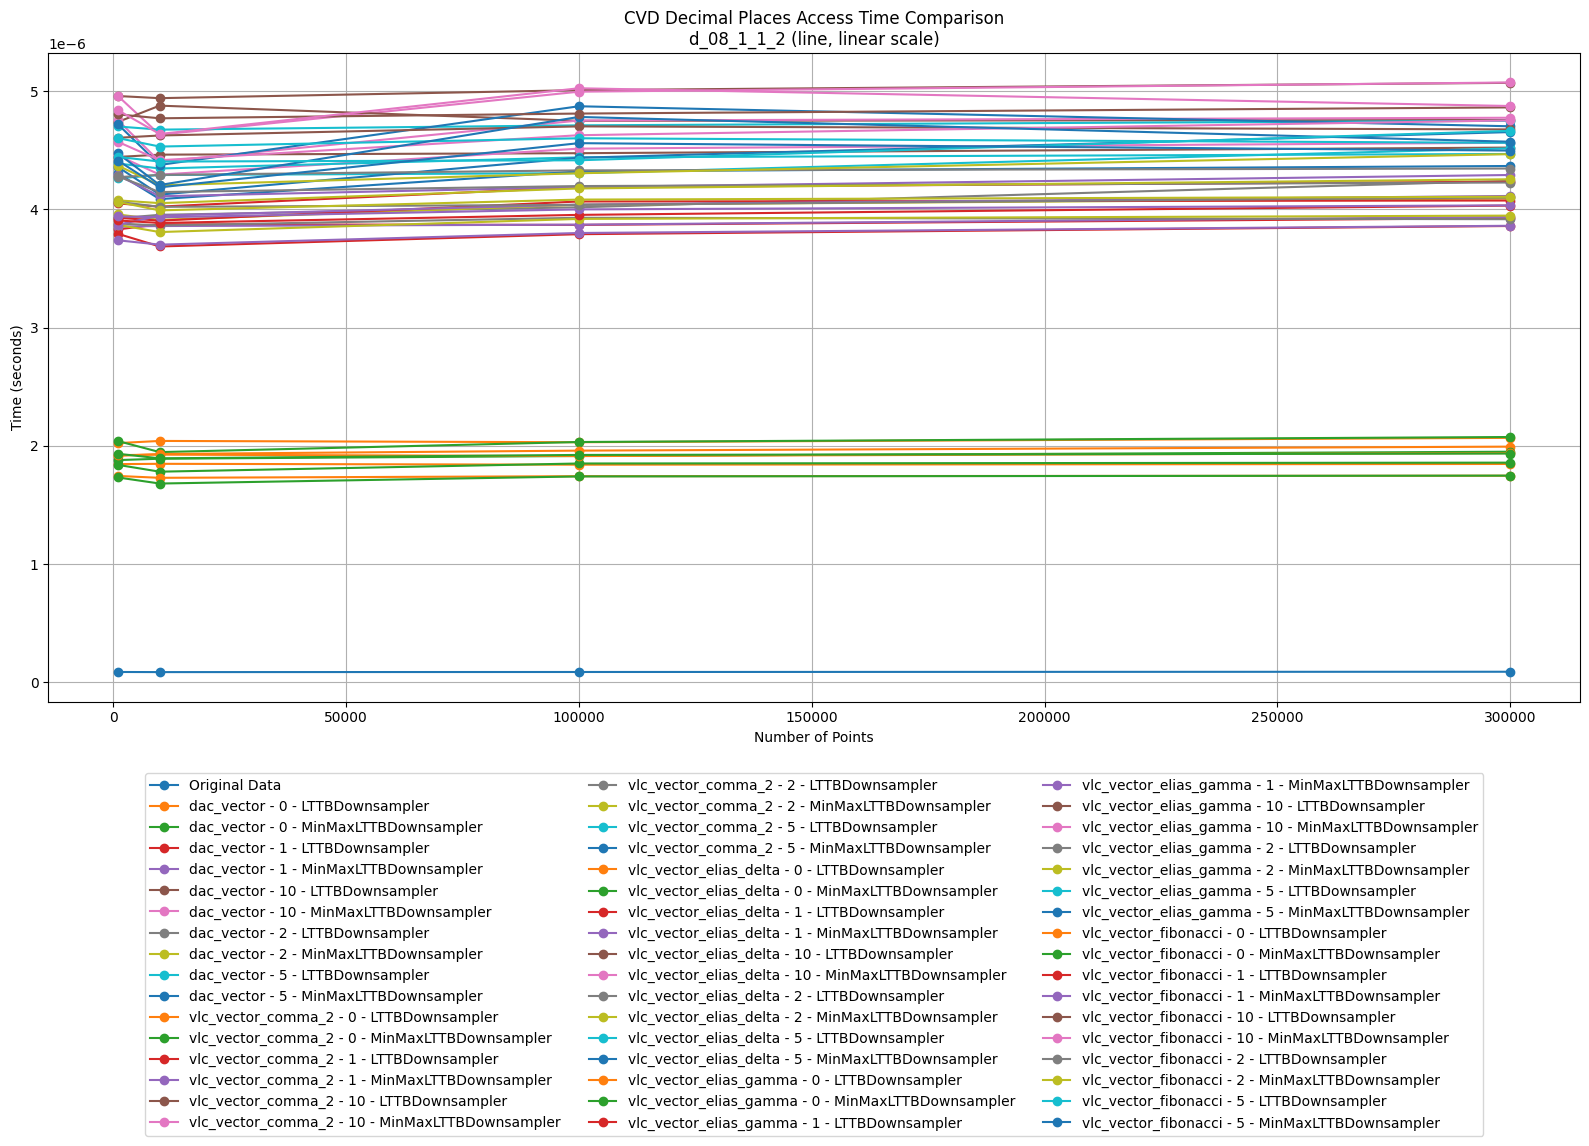 CVD Decimal Places Access Time Comparison
d_08_1_1_2 (line, linear scale)
1e−6
5
4
3
2
1
0
Time (seconds)
0
50000
100000
150000
200000
250000
300000
Number of Points
Original Data
dac_vector - 0 - LTTBDownsampler
dac_vector - 0 - MinMaxLTTBDownsampler
dac_vector - 1 - LTTBDownsampler
dac_vector - 1 - MinMaxLTTBDownsampler
dac_vector - 10 - LTTBDownsampler
dac_vector - 10 - MinMaxLTTBDownsampler
dac_vector - 2 - LTTBDownsampler
dac_vector - 2 - MinMaxLTTBDownsampler
dac_vector - 5 - LTTBDownsampler
dac_vector - 5 - MinMaxLTTBDownsampler
vlc_vector_comma_2 - 0 - LTTBDownsampler
vlc_vector_comma_2 - 0 - MinMaxLTTBDownsampler
vlc_vector_comma_2 - 1 - LTTBDownsampler
vlc_vector_comma_2 - 1 - MinMaxLTTBDownsampler
vlc_vector_comma_2 - 10 - LTTBDownsampler
vlc_vector_comma_2 - 10 - MinMaxLTTBDownsampler
vlc_vector_comma_2 - 2 - LTTBDownsampler
vlc_vector_comma_2 - 2 - MinMaxLTTBDownsampler
vlc_vector_comma_2 - 5 - LTTBDownsampler
vlc_vector_comma_2 - 5 - MinMaxLTTBDownsampler
vlc_vector_elias_delta - 0 - LTTBDownsampler
vlc_vector_elias_delta - 0 - MinMaxLTTBDownsampler
vlc_vector_elias_delta - 1 - LTTBDownsampler
vlc_vector_elias_delta - 1 - MinMaxLTTBDownsampler
vlc_vector_elias_delta - 10 - LTTBDownsampler
vlc_vector_elias_delta - 10 - MinMaxLTTBDownsampler
vlc_vector_elias_delta - 2 - LTTBDownsampler
vlc_vector_elias_delta - 2 - MinMaxLTTBDownsampler
vlc_vector_elias_delta - 5 - LTTBDownsampler
vlc_vector_elias_delta - 5 - MinMaxLTTBDownsampler
vlc_vector_elias_gamma - 0 - LTTBDownsampler
vlc_vector_elias_gamma - 0 - MinMaxLTTBDownsampler
vlc_vector_elias_gamma - 1 - LTTBDownsampler
vlc_vector_elias_gamma - 1 - MinMaxLTTBDownsampler
vlc_vector_elias_gamma - 10 - LTTBDownsampler
vlc_vector_elias_gamma - 10 - MinMaxLTTBDownsampler
vlc_vector_elias_gamma - 2 - LTTBDownsampler
vlc_vector_elias_gamma - 2 - MinMaxLTTBDownsampler
vlc_vector_elias_gamma - 5 - LTTBDownsampler
vlc_vector_elias_gamma - 5 - MinMaxLTTBDownsampler
vlc_vector_fibonacci - 0 - LTTBDownsampler
vlc_vector_fibonacci - 0 - MinMaxLTTBDownsampler
vlc_vector_fibonacci - 1 - LTTBDownsampler
vlc_vector_fibonacci - 1 - MinMaxLTTBDownsampler
vlc_vector_fibonacci - 10 - LTTBDownsampler
vlc_vector_fibonacci - 10 - MinMaxLTTBDownsampler
vlc_vector_fibonacci - 2 - LTTBDownsampler
vlc_vector_fibonacci - 2 - MinMaxLTTBDownsampler
vlc_vector_fibonacci - 5 - LTTBDownsampler
vlc_vector_fibonacci - 5 - MinMaxLTTBDownsampler